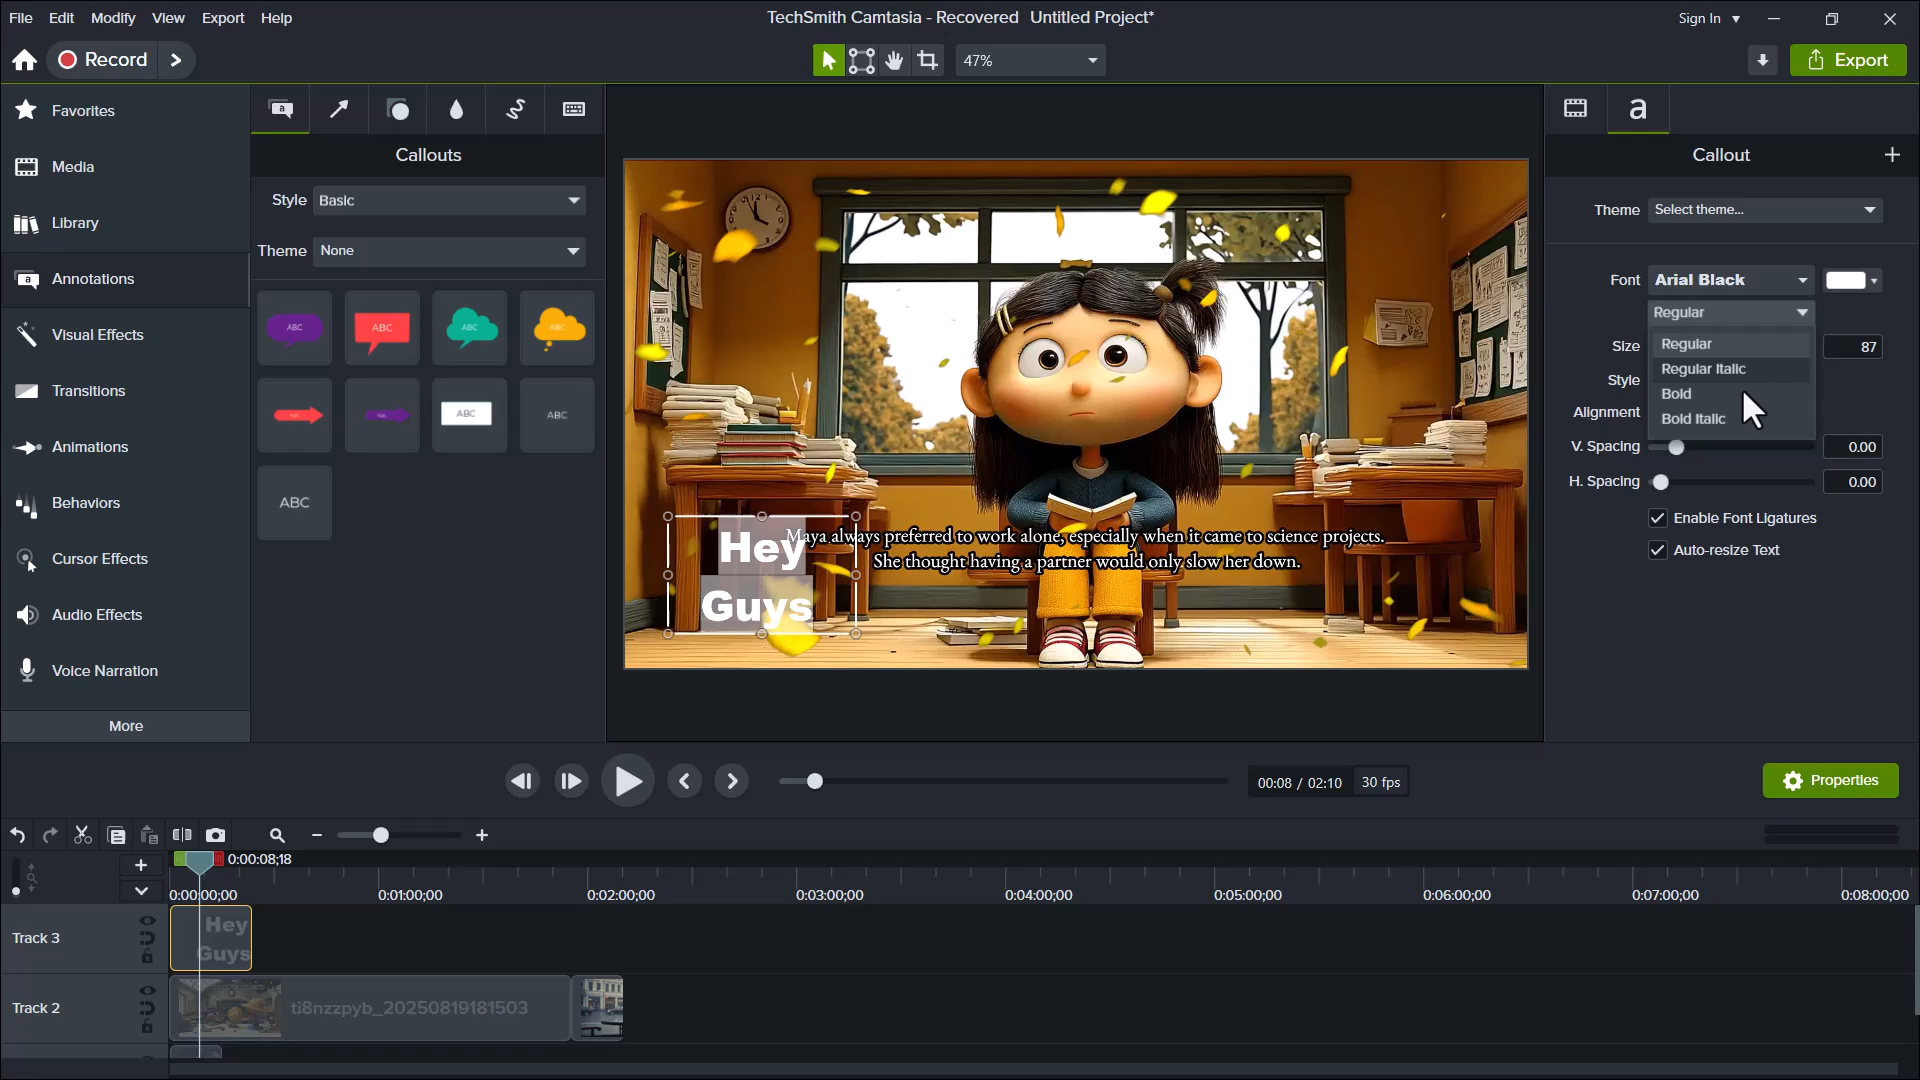 File Edit Modify View Export Help
TechSmith Camtasia - Recovered Untitled Project*
Sign In
Record
47%
Export
Favorites
Media
Library
Annotations
Visual Effects
Transitions
Animations
Behaviors
Cursor Effects
Audio Effects
Voice Narration
More
a
Callouts
Style Basic
Theme None
ABC ABC ABC ABC
ABC ABC
ABC
Maya always preferred to work alone, especially when it came to science projects.
She thought having a partner would only slow her down.
Hey
Guys
a
Callout
Theme Select theme...
Font Arial Black
Regular
Regular
Regular Italic
Bold
Bold Italic
Size 87
Style
Alignment
V. Spacing 0.00
H. Spacing 0.00
Enable Font Ligatures
Auto-resize Text
00:08 / 02:10 30 fps
Properties
0:00:08;18
0:00:00;00 0:01:00;00 0:02:00;00 0:03:00;00 0:04:00;00 0:05:00;00 0:06:00;00 0:07:00;00 0:08:00;00
Track 3
Hey
Guys
Track 2
ti8nzzpyb_20250819181503